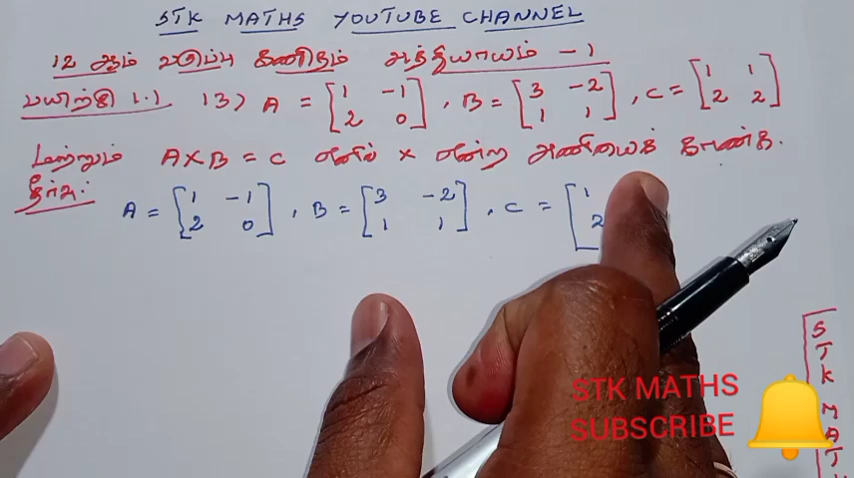 STK MATHS YOUTUBE CHANNEL
12 ஆம் வகுப்பு கணிதம் அத்தியாயம் - 1
பயிற்சி 1.1 13) A = [1 -1 2 0], B = [3 -2 1 1], C = [1 1 2 2]
மற்றும் A X B = C எனில் X என்ற அணியைக் காண்க.
தீர்வு:
A = [1 -1 2 0], B = [3 -2 1 1], C = [1 2
STK MATHS
SUBSCRIBE
STK MAT